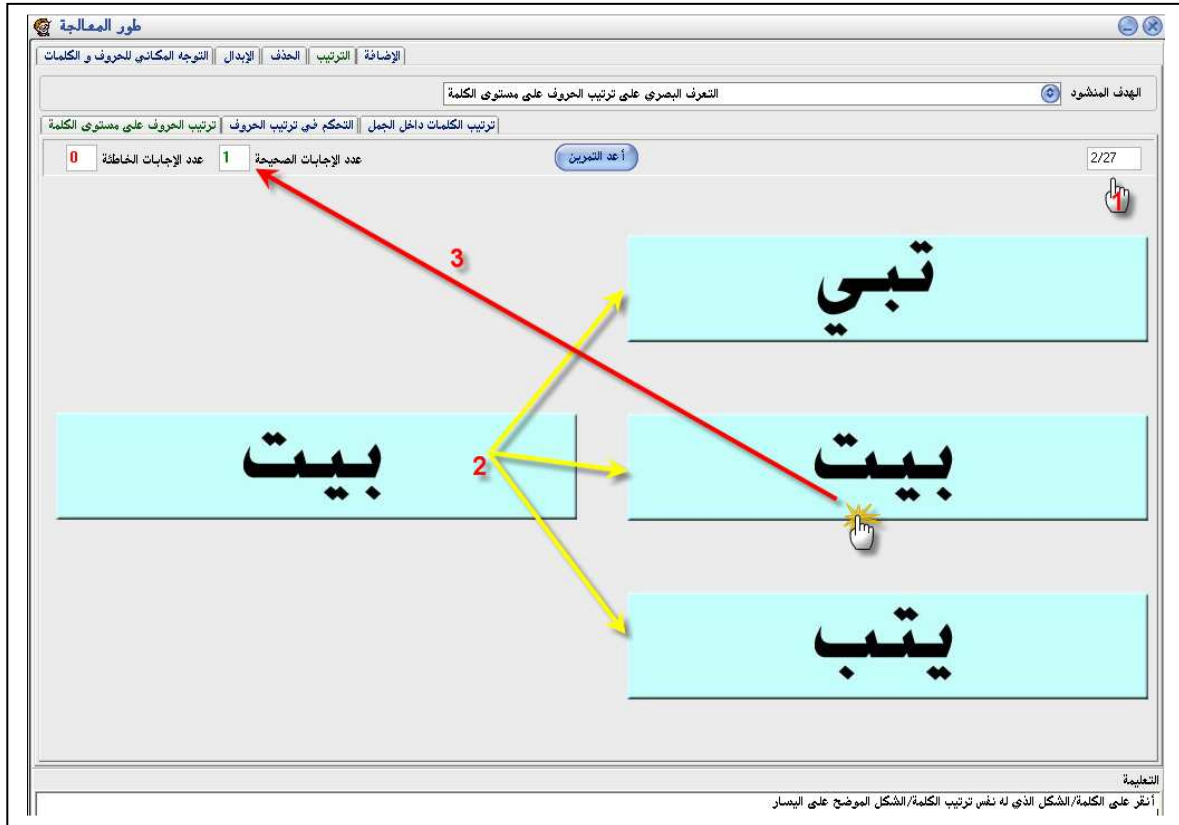 طور المعالجة
الإضافة الترتيب الحذف الإبدال التوجه المكاني للحروف و الكلمات
الهدف المنشود التعرف البصري على ترتيب الحروف على مستوى الكلمة
ترتيب الكلمات داخل الجمل التحكم في ترتيب الحروف ترتيب الحروف على مستوى الكلمة
2/27 أعد التمرين عدد الإجابات الصحيحة 1 عدد الإجابات الخاطئة 0
1
3
تبي
بيت
2
بيت
يتب
التعليمة
أنقر على الكلمة/الشكل الذي له نفس ترتيب الكلمة/الشكل الموضح على اليسار